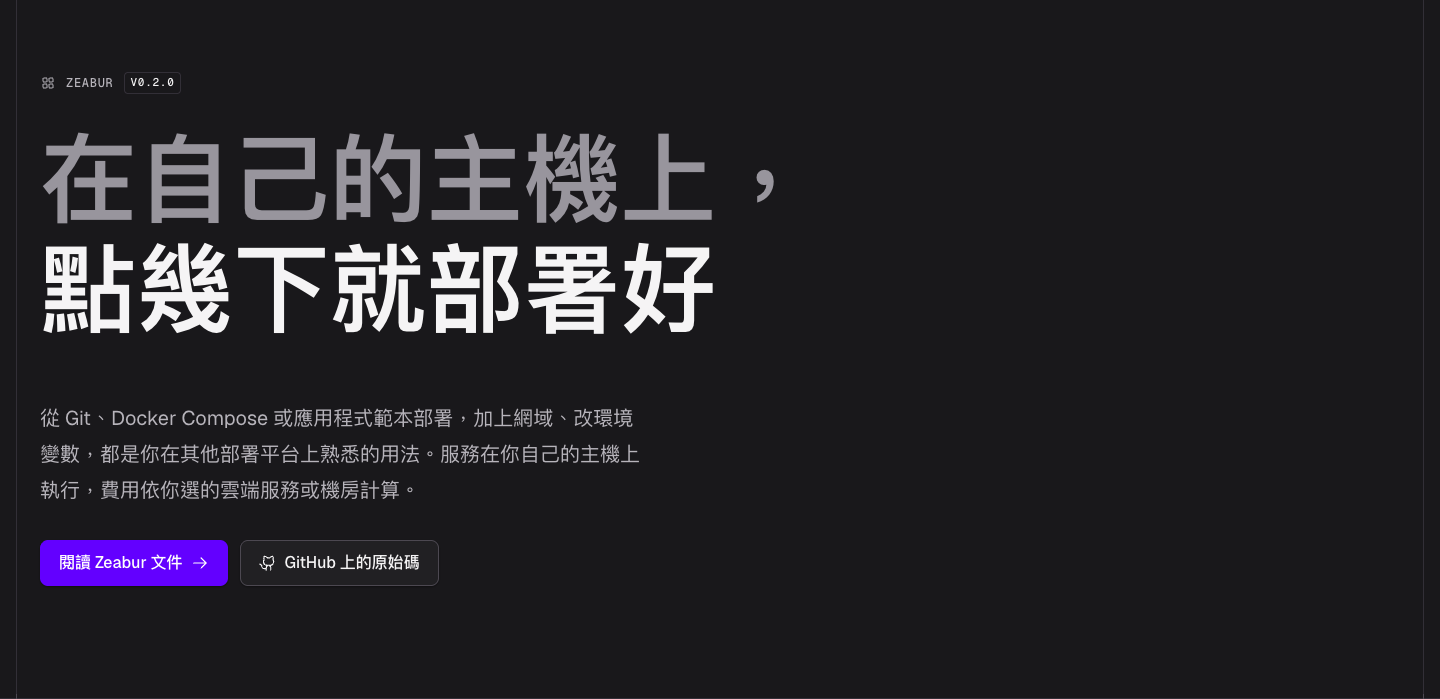 ZEABUR V0.2.0
在自己的主機上，
點幾下就部署好
從 Git、Docker Compose 或應用程式範本部署，加上網域、改環境
變數，都是你在其他部署平台上熟悉的用法。服務在你自己的主機上
執行，費用依你選的雲端服務或機房計算。
閱讀 Zeabur 文件 →
GitHub 上的原始碼